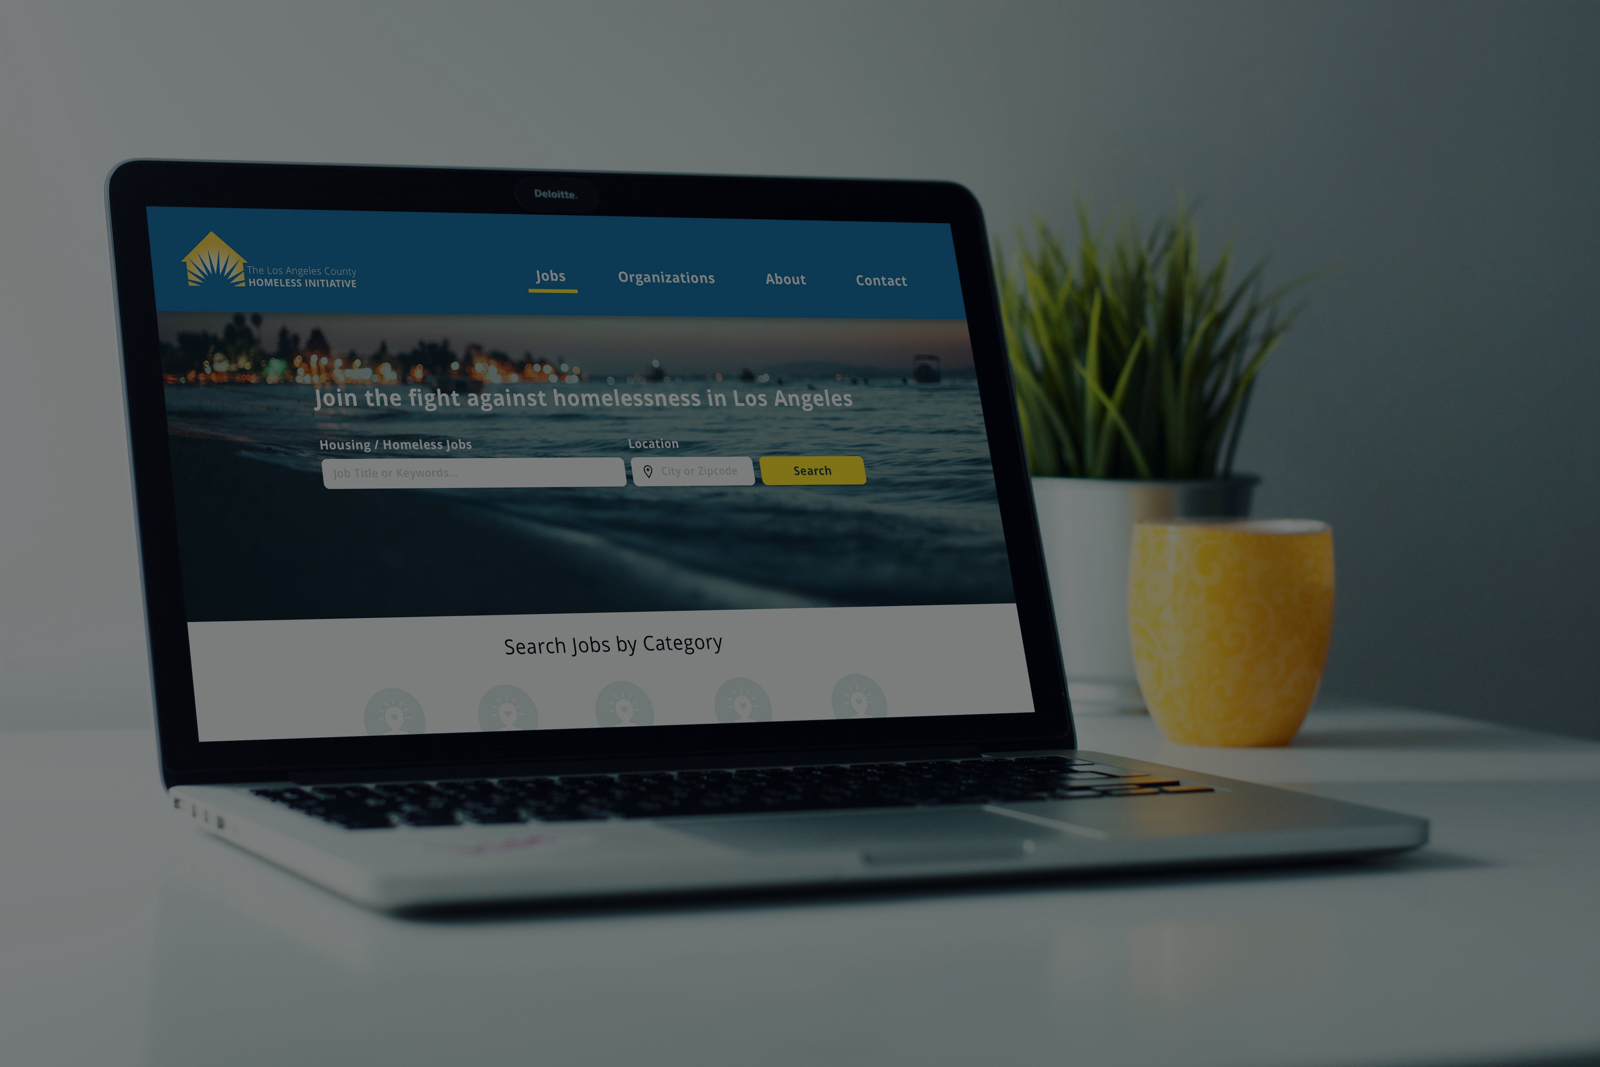 Deloitte.
The Los Angeles County
HOMELESS INITIATIVE
Jobs
Organizations
About
Contact
Join the fight against homelessness in Los Angeles
Housing / Homeless Jobs
Location
Job Title or Keywords...
City or Zipcode
Search
Search Jobs by Category